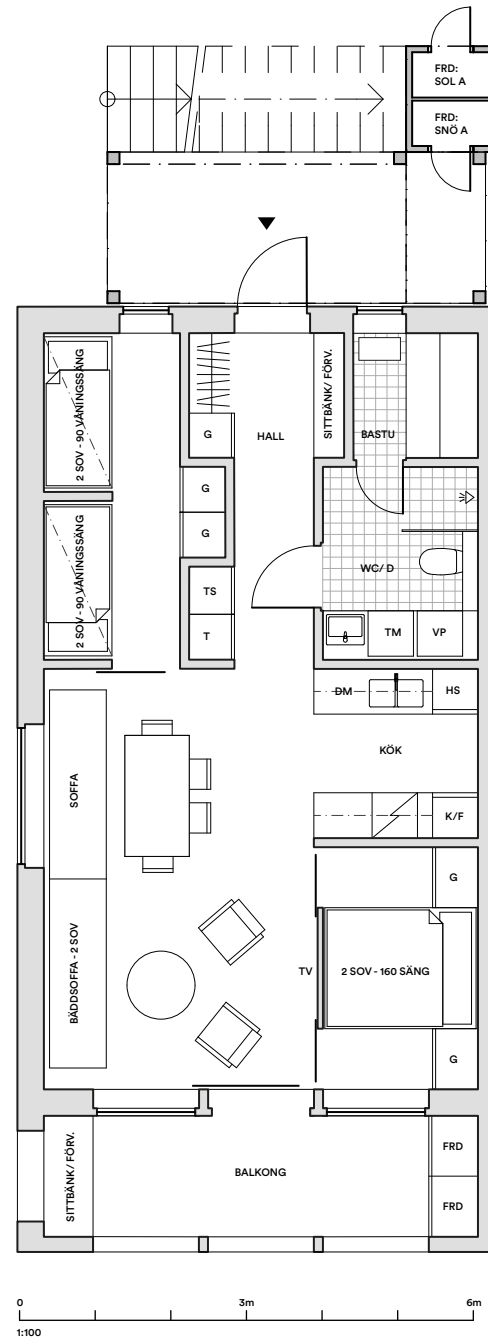 FRD:
SOL A
FRD:
SNÖ A
2 SOV - 90 VÅNINGSSÄNG
SITTBÄNK/ FÖRV.
G
HALL
BASTU
G
G
2 SOV - 90 VÅNINGSSÄNG
WC/ D
TS
T
TM
VP
DM
HS
KÖK
SOFFA
K/F
G
BÄDDSOFFA - 2 SOV
TV
2 SOV - 160 SÄNG
G
SITTBÄNK/ FÖRV.
BALKONG
FRD
FRD
0
3m
6m
1:100